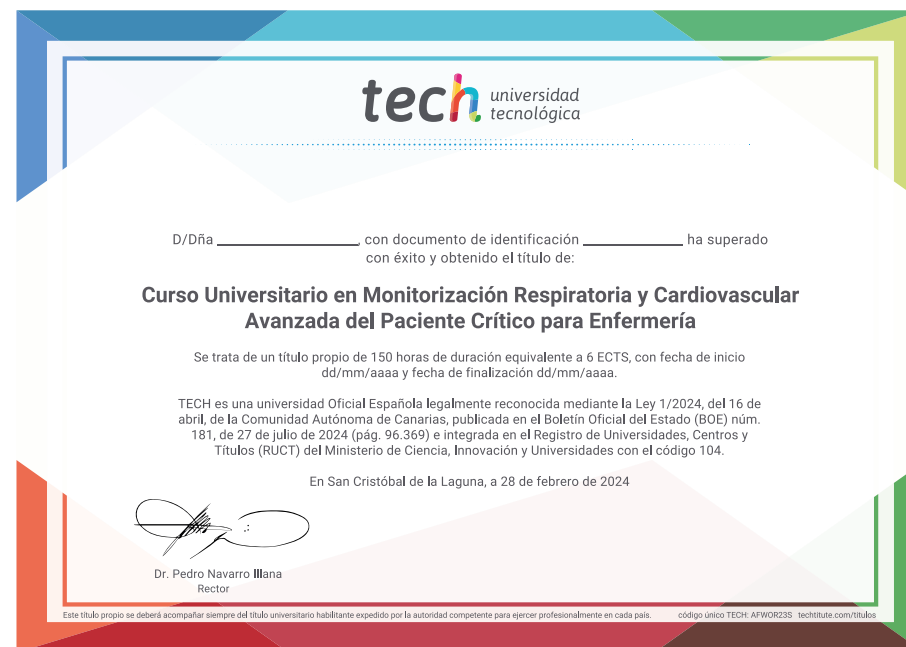 tech universidad
tecnológica
D/Dña ____________________, con documento de identificación ______________ ha superado
con éxito y obtenido el título de:
Curso Universitario en Monitorización Respiratoria y Cardiovascular
Avanzada del Paciente Crítico para Enfermería
Se trata de un título propio de 150 horas de duración equivalente a 6 ECTS, con fecha de inicio
dd/mm/aaaa y fecha de finalización dd/mm/aaaa.
TECH es una universidad Oficial Española legalmente reconocida mediante la Ley 1/2024, del 16 de
abril, de la Comunidad Autónoma de Canarias, publicada en el Boletín Oficial del Estado (BOE) núm.
181, de 27 de julio de 2024 (pág. 96.369) e integrada en el Registro de Universidades, Centros y
Títulos (RUCT) del Ministerio de Ciencia, Innovación y Universidades con el código 104.
En San Cristóbal de la Laguna, a 28 de febrero de 2024
Dr. Pedro Navarro Illana
Rector
Este título propio se deberá acompañar siempre del título universitario habilitante expedido por la autoridad competente para ejercer profesionalmente en cada país. código único TECH: AFWOR23S techtitute.com/titulos